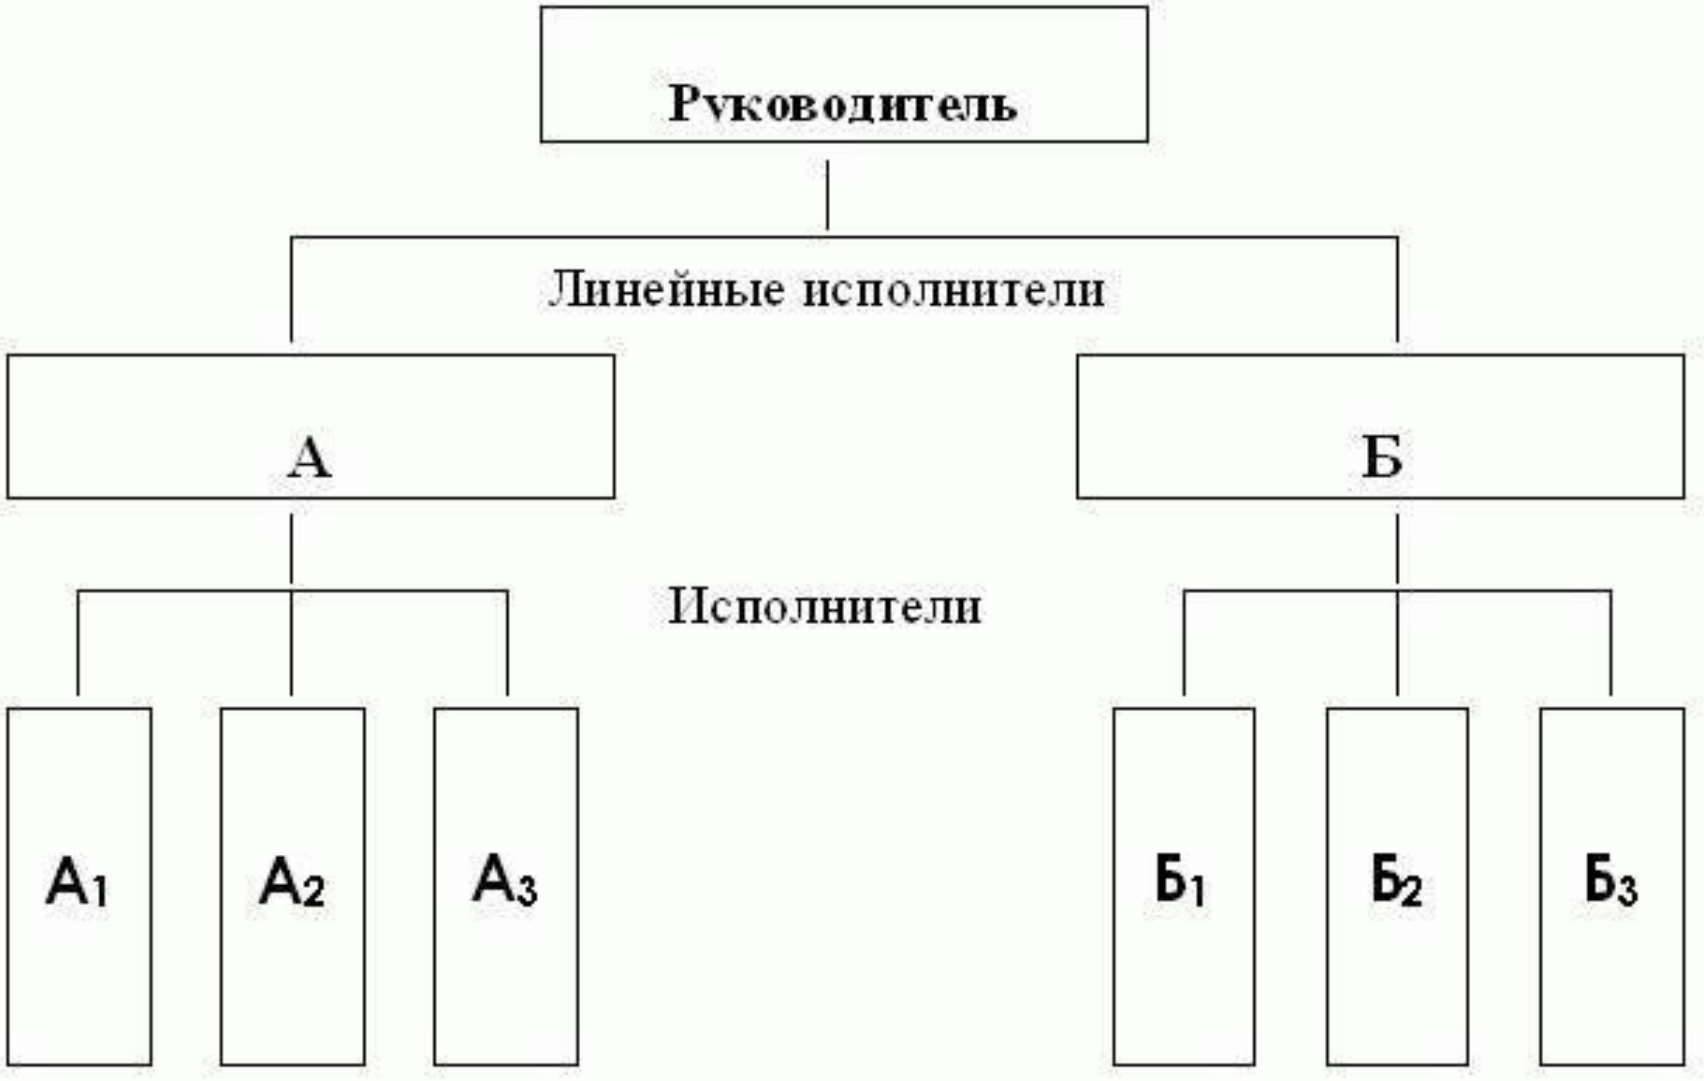 Руководитель
Линейные исполнители
А
Б
Исполнители
А1
А2
А3
Б1
Б2
Б3